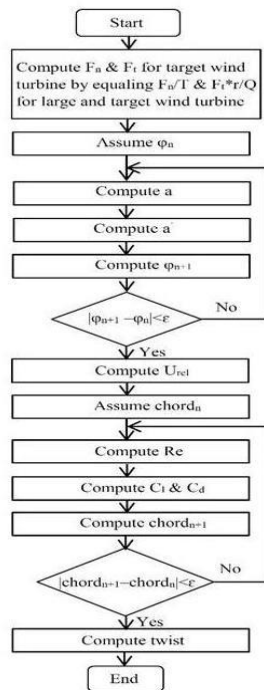 Start
Compute Fₙ & Fₜ for target wind
turbine by equaling Fₙ/T & Fₜ*r/Q
for large and target wind turbine
Assume φₙ
Compute a
Compute a'
Compute φₙ₊₁
|φₙ₊₁ −φₙ|<ε
No
Yes
Compute Uᵣₑₗ
Assume chordₙ
Compute Re
Compute C₁ & C_d
Compute chordₙ₊₁
|chordₙ₊₁−chordₙ|<ε
No
Yes
Compute twist
End